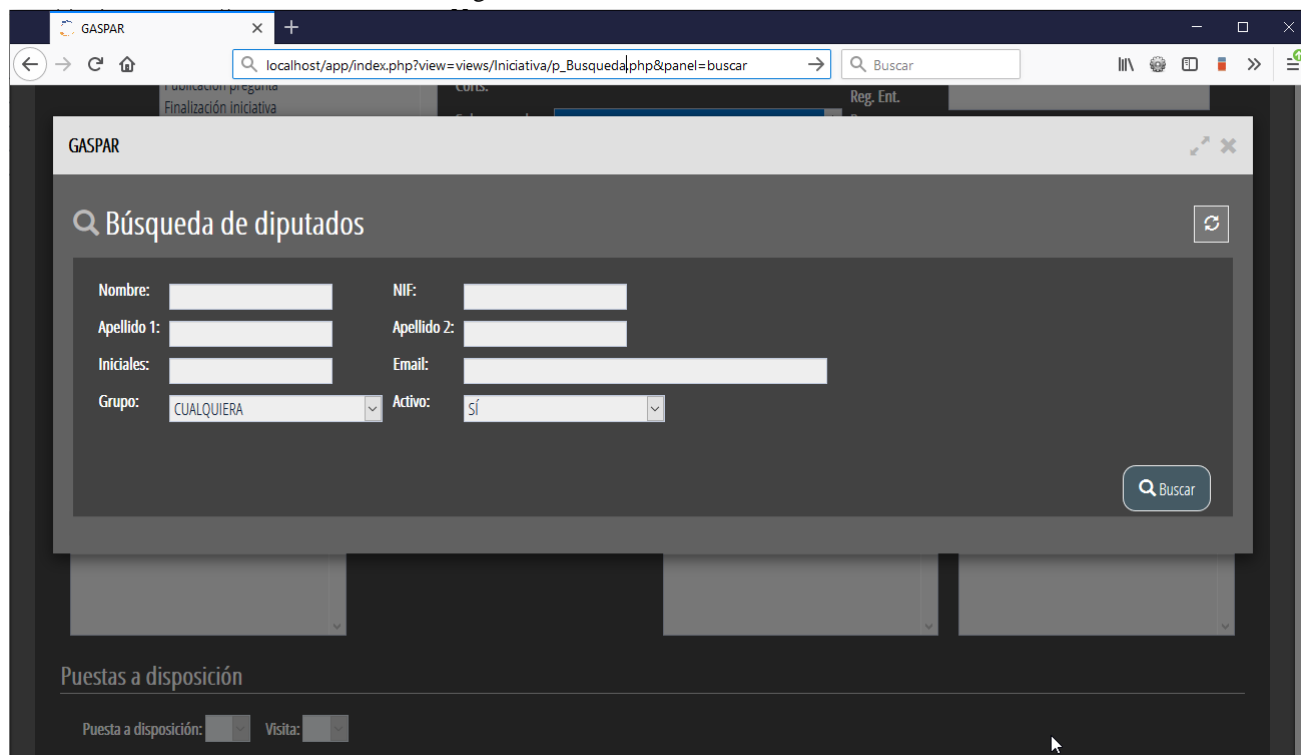 GASPAR
localhost/app/index.php?view=views/Iniciativa/p_Busqueda.php&panel=buscar
Buscar
Publicación pregunta
Finalización iniciativa
Corts.
Reg. Ent.
GASPAR
Búsqueda de diputados
Nombre:
NIF:
Apellido 1:
Apellido 2:
Iniciales:
Email:
Grupo: CUALQUIERA
Activo: SÍ
Buscar
Puestas a disposición
Puesta a disposición:
Visita: